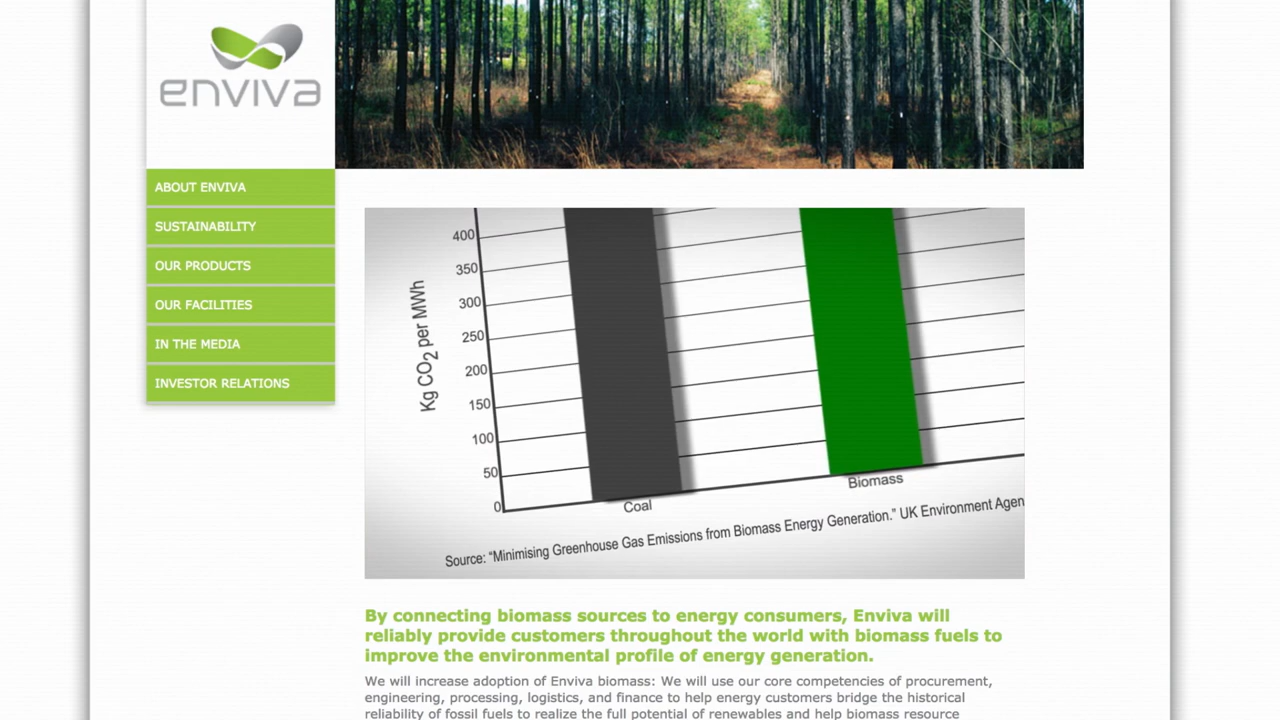 enviva
ABOUT ENVIVA
SUSTAINABILITY
OUR PRODUCTS
OUR FACILITIES
IN THE MEDIA
INVESTOR RELATIONS
Kg CO2 per MWh
400
350
300
250
200
150
100
50
0
Coal
Biomass
Source: “Minimising Greenhouse Gas Emissions from Biomass Energy Generation.” UK Environment Agen
By connecting biomass sources to energy consumers, Enviva will
reliably provide customers throughout the world with biomass fuels to
improve the environmental profile of energy generation.
We will increase adoption of Enviva biomass: We will use our core competencies of procurement,
engineering, processing, logistics, and finance to help energy customers bridge the historical
reliability of fossil fuels to realize the full potential of renewables and help biomass resource